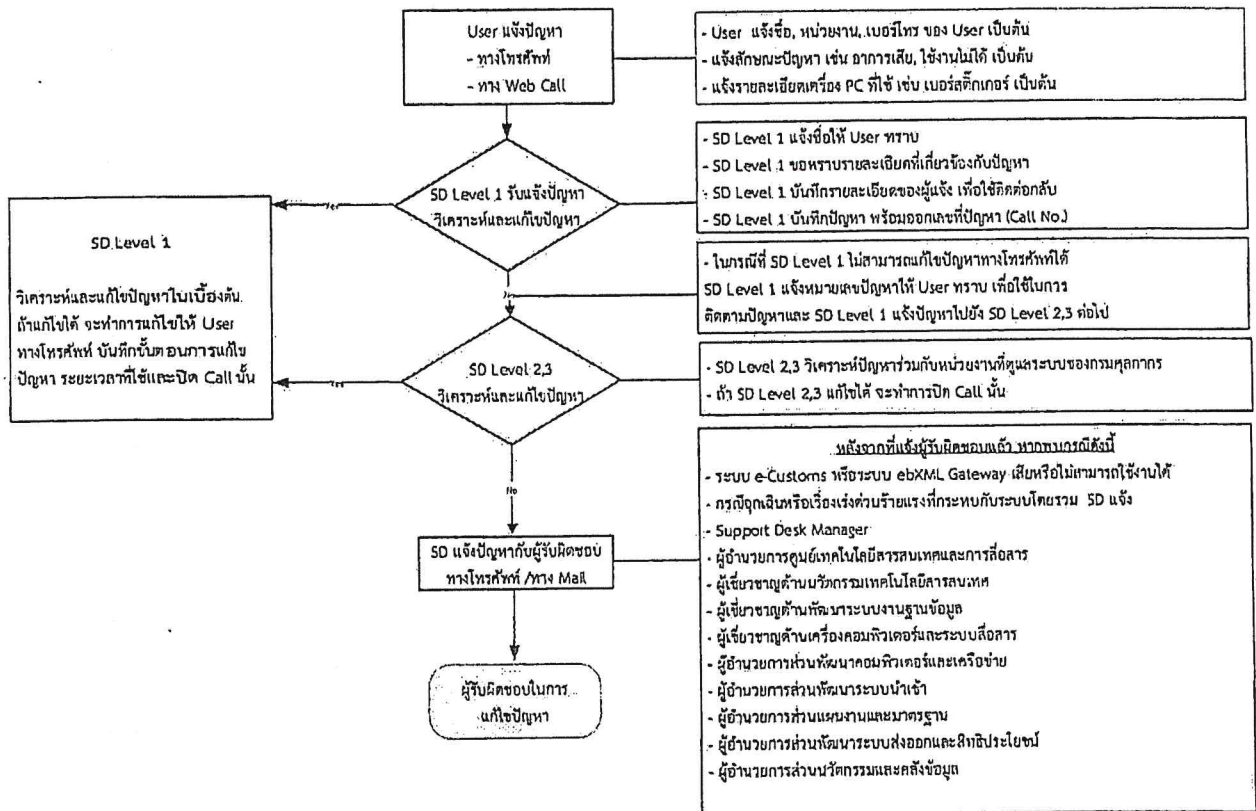 User แจ้งปัญหา
- ทางโทรศัพท์
- ทาง Web Call
- User แจ้งชื่อ, หน่วยงาน, เบอร์โทร ของ User เป็นต้น
- แจ้งลักษณะปัญหา เช่น อาการเสีย, ใช้งานไม่ได้ เป็นต้น
- แจ้งรายละเอียดเครื่อง PC ที่ใช้ เช่น เบอร์สติ๊กเกอร์ เป็นต้น
SD Level 1 รับแจ้งปัญหา
วิเคราะห์และแก้ไขปัญหา
- SD Level 1 แจ้งชื่อให้ User ทราบ
- SD Level 1 ขอทราบรายละเอียดที่เกี่ยวข้องกับปัญหา
- SD Level 1 บันทึกรายละเอียดของผู้แจ้ง เพื่อใช้ติดต่อกลับ
- SD Level 1 บันทึกปัญหา พร้อมออกเลขที่ปัญหา (Call No.)
Yes
SD Level 1
วิเคราะห์และแก้ไขปัญหาในเบื้องต้น
ถ้าแก้ไขได้ จะทำการแก้ไขให้ User
ทางโทรศัพท์ บันทึกขั้นตอนการแก้ไข
ปัญหา ระยะเวลาที่ใช้และปิด Call นั้น
- ในกรณีที่ SD Level 1 ไม่สามารถแก้ไขปัญหาทางโทรศัพท์ได้
SD Level 1 แจ้งหมายเลขปัญหาให้ User ทราบ เพื่อใช้ในการ
ติดตามปัญหาและ SD Level 1 แจ้งปัญหาไปยัง SD Level 2,3 ต่อไป
SD Level 2,3
วิเคราะห์และแก้ไขปัญหา
Yes
- SD Level 2,3 วิเคราะห์ปัญหาร่วมกับหน่วยงานที่ดูแลระบบของกรมศุลกากร
- ถ้า SD Level 2,3 แก้ไขได้ จะทำการปิด Call นั้น
No
SD แจ้งปัญหากับผู้รับผิดชอบ
ทางโทรศัพท์ /ทาง Mail
ผู้รับผิดชอบในการ
แก้ไขปัญหา
หลังจากที่แจ้งผู้รับผิดชอบแล้ว หากพบกรณีดังนี้
- ระบบ e-Customs หรือระบบ ebXML Gateway เสียหรือไม่สามารถใช้งานได้
- กรณีฉุกเฉินหรือเรื่องเร่งด่วนร้ายแรงที่กระทบกับระบบโดยรวม SD แจ้ง
- Support Desk Manager
- ผู้อำนวยการศูนย์เทคโนโลยีสารสนเทศและการสื่อสาร
- ผู้เชี่ยวชาญด้านนวัตกรรมเทคโนโลยีสารสนเทศ
- ผู้เชี่ยวชาญด้านพัฒนาระบบงานฐานข้อมูล
- ผู้เชี่ยวชาญด้านเครื่องคอมพิวเตอร์และระบบสื่อสาร
- ผู้อำนวยการส่วนพัฒนาคอมพิวเตอร์และเครือข่าย
- ผู้อำนวยการส่วนพัฒนาระบบนำเข้า
- ผู้อำนวยการส่วนแผนงานและมาตรฐาน
- ผู้อำนวยการส่วนพัฒนาระบบส่งออกและสิทธิประโยชน์
- ผู้อำนวยการส่วนนวัตกรรมและคลังข้อมูล